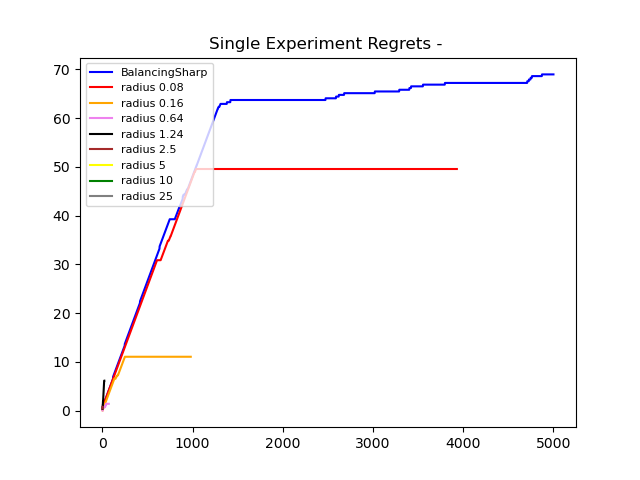 Single Experiment Regrets -
BalancingSharp
radius 0.08
radius 0.16
radius 0.64
radius 1.24
radius 2.5
radius 5
radius 10
radius 25
70
60
50
40
30
20
10
0
0 1000 2000 3000 4000 5000